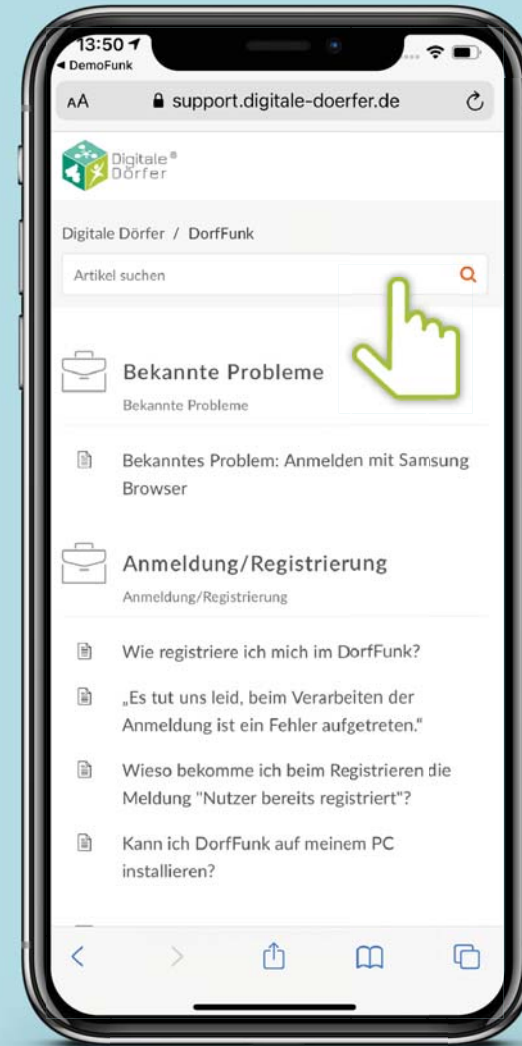 13:50
◀ DemoFunk
AA support.digitale-doerfer.de
Digitale®
Dörfer
Digitale Dörfer / DorfFunk
Artikel suchen
Bekannte Probleme
Bekannte Probleme
Bekanntes Problem: Anmelden mit Samsung
Browser
Anmeldung/Registrierung
Anmeldung/Registrierung
Wie registriere ich mich im DorfFunk?
„Es tut uns leid, beim Verarbeiten der
Anmeldung ist ein Fehler aufgetreten.“
Wieso bekomme ich beim Registrieren die
Meldung "Nutzer bereits registriert"?
Kann ich DorfFunk auf meinem PC
installieren?